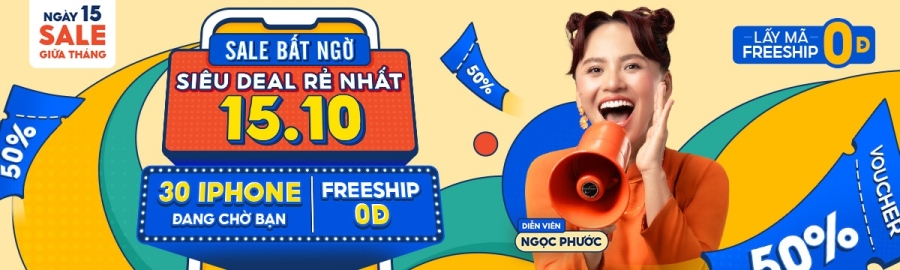 NGÀY 15
SALE
GIỮA THÁNG
SALE BẤT NGỜ
SIÊU DEAL RẺ NHẤT
15.10
30 IPHONE
ĐANG CHỜ BẠN
FREESHIP
0Đ
50%
50%
DIỄN VIÊN
NGỌC PHƯỚC
LẤY MÃ
FREESHIP
0Đ
VOUCHER
50%